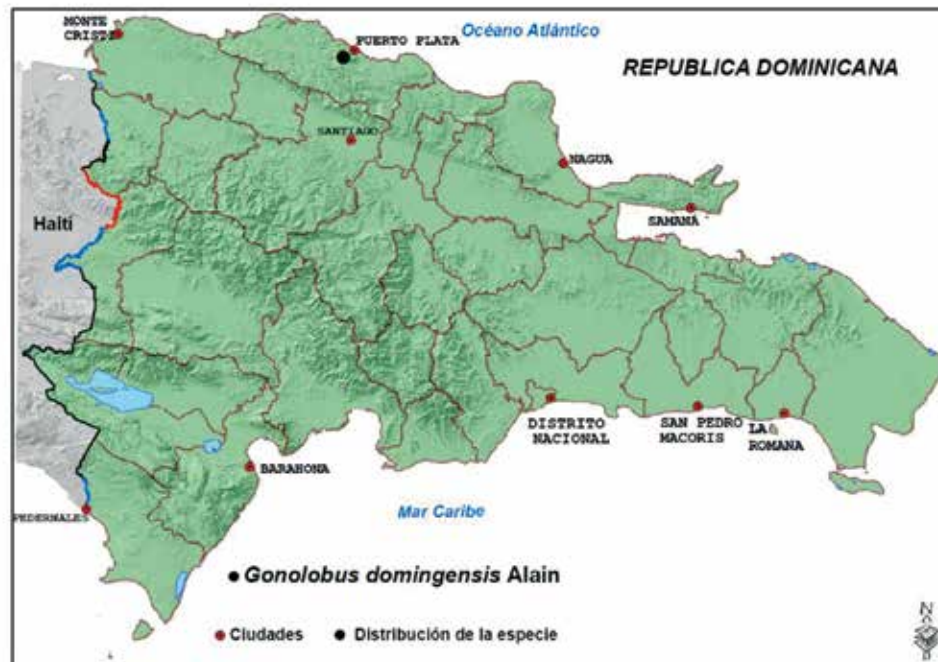 MONTE
CRISTI
PUERTO PLATA
Océano Atlántico
REPUBLICA DOMINICANA
SANTIAGO
NAGUA
SAMANÁ
Haití
DISTRITO
NACIONAL
SAN PEDRO
MACORIS
LA
ROMANA
BARAHONA
PEDERNALES
Mar Caribe
Gonolobus domingensis Alain
Ciudades
Distribución de la especie